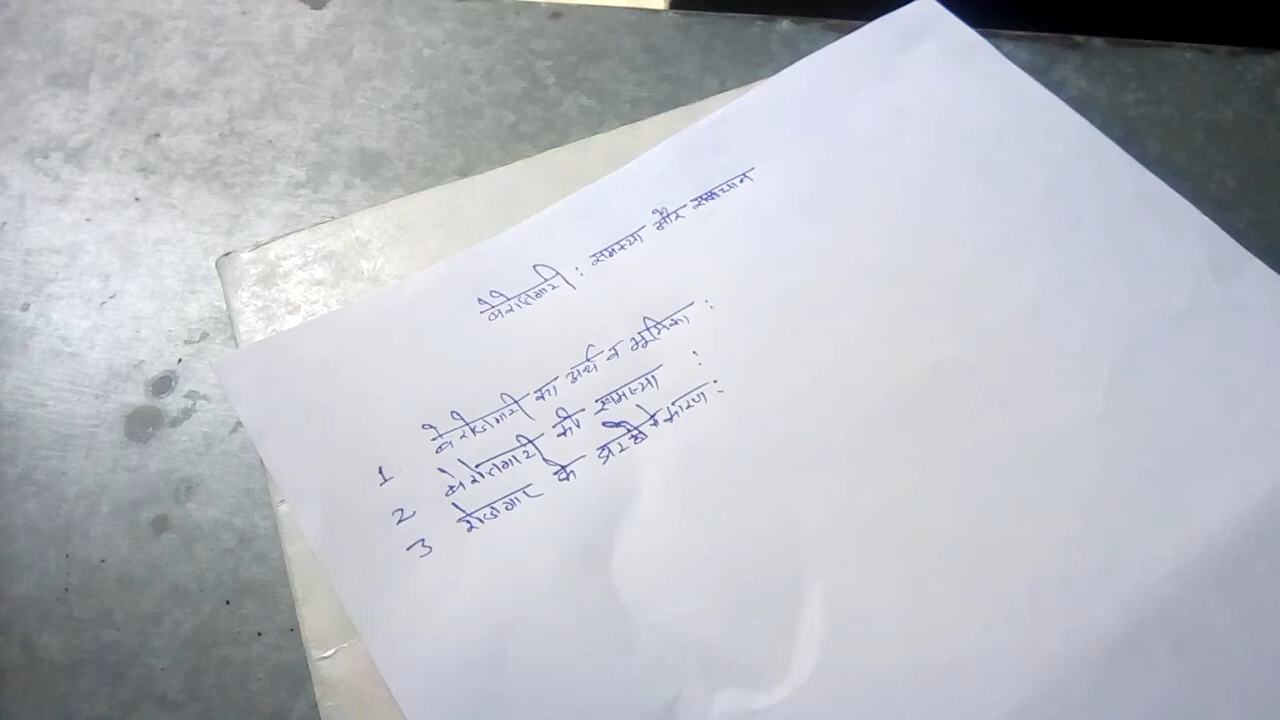 बेरोजगारी : समस्या और समाधान
1 बेरोजगारी का अर्थ व भूमिका :
2 बेरोजगारी की समस्या :
3 रोजगार के के कारण :